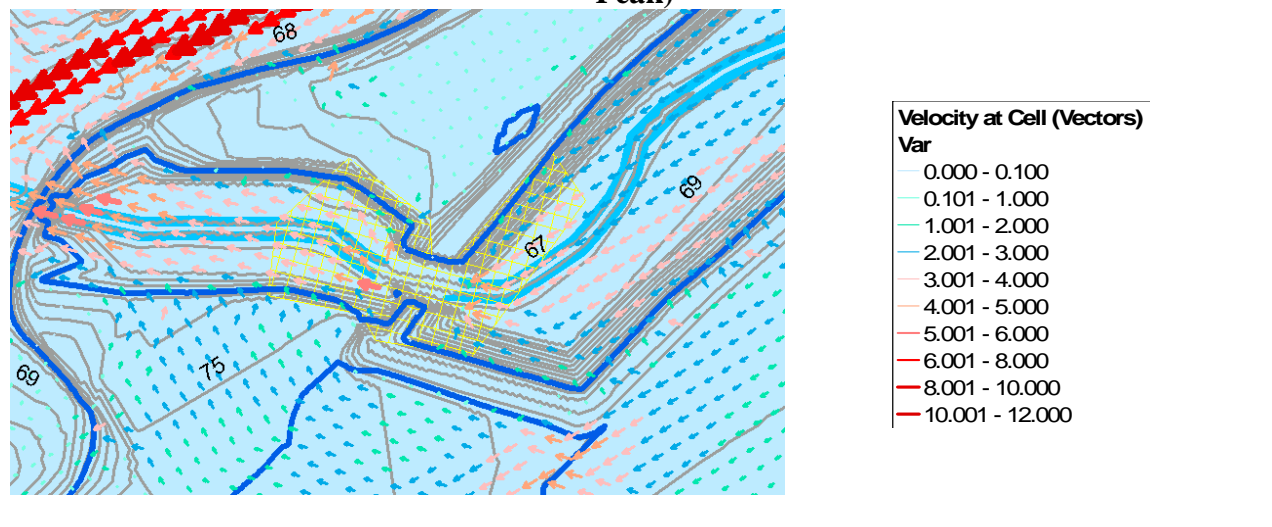 68
69
67
75
69
Velocity at Cell (Vectors)
Var
0.000 - 0.100
0.101 - 1.000
1.001 - 2.000
2.001 - 3.000
3.001 - 4.000
4.001 - 5.000
5.001 - 6.000
6.001 - 8.000
8.001 - 10.000
10.001 - 12.000